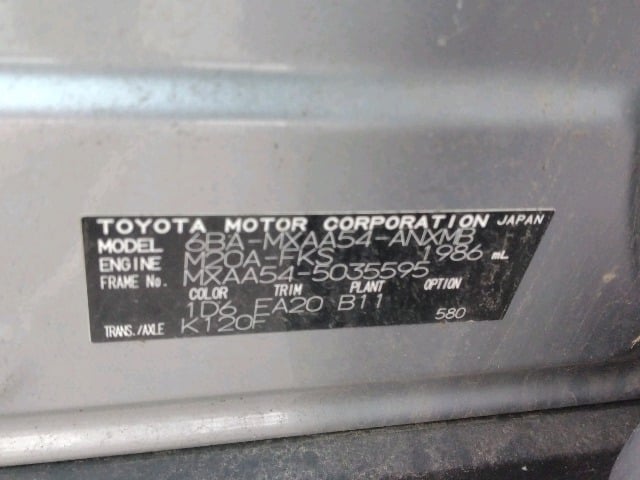 TOYOTA MOTOR CORPORATION JAPAN
MODEL 6BA-MXAA54-ANXMB
ENGINE M20A-FKS 1986 mL
FRAME No. MXAA54-5035595
COLOR TRIM PLANT OPTION
1D6 EA20 B11 580
TRANS./AXLE K120F